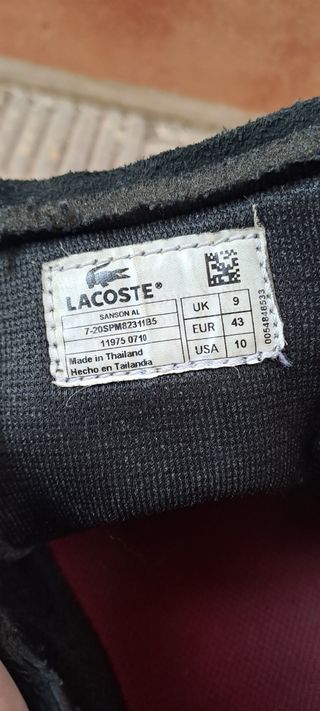 LACOSTE®
SANSON AL
7-20SPM82311B5
11975 0710
Made in Thailand
Hecho en Tailandia
UK 9
EUR 43
USA 10
0054846533